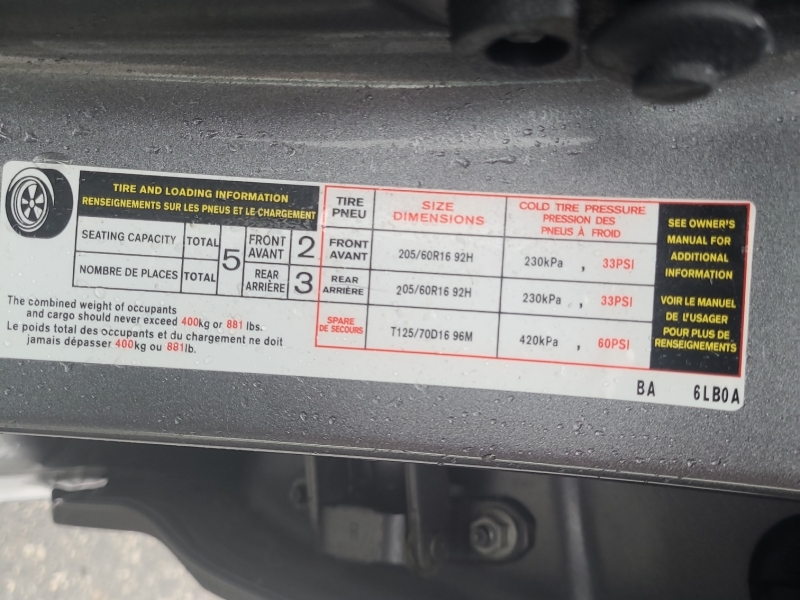 TIRE AND LOADING INFORMATION
RENSEIGNEMENTS SUR LES PNEUS ET LE CHARGEMENT
SEATING CAPACITY TOTAL 5 FRONT AVANT 2
NOMBRE DE PLACES TOTAL REAR ARRIÈRE 3
The combined weight of occupants
and cargo should never exceed 400kg or 881 lbs.
Le poids total des occupants et du chargement ne doit
jamais dépasser 400kg ou 881lb.
TIRE PNEU SIZE DIMENSIONS COLD TIRE PRESSURE PRESSION DES PNEUS À FROID
FRONT AVANT 205/60R16 92H 230kPa , 33PSI
REAR ARRIÈRE 205/60R16 92H 230kPa , 33PSI
SPARE DE SECOURS T125/70D16 96M 420kPa , 60PSI
SEE OWNER'S
MANUAL FOR
ADDITIONAL
INFORMATION
VOIR LE MANUEL
DE L'USAGER
POUR PLUS DE
RENSEIGNEMENTS
BA 6LB0A